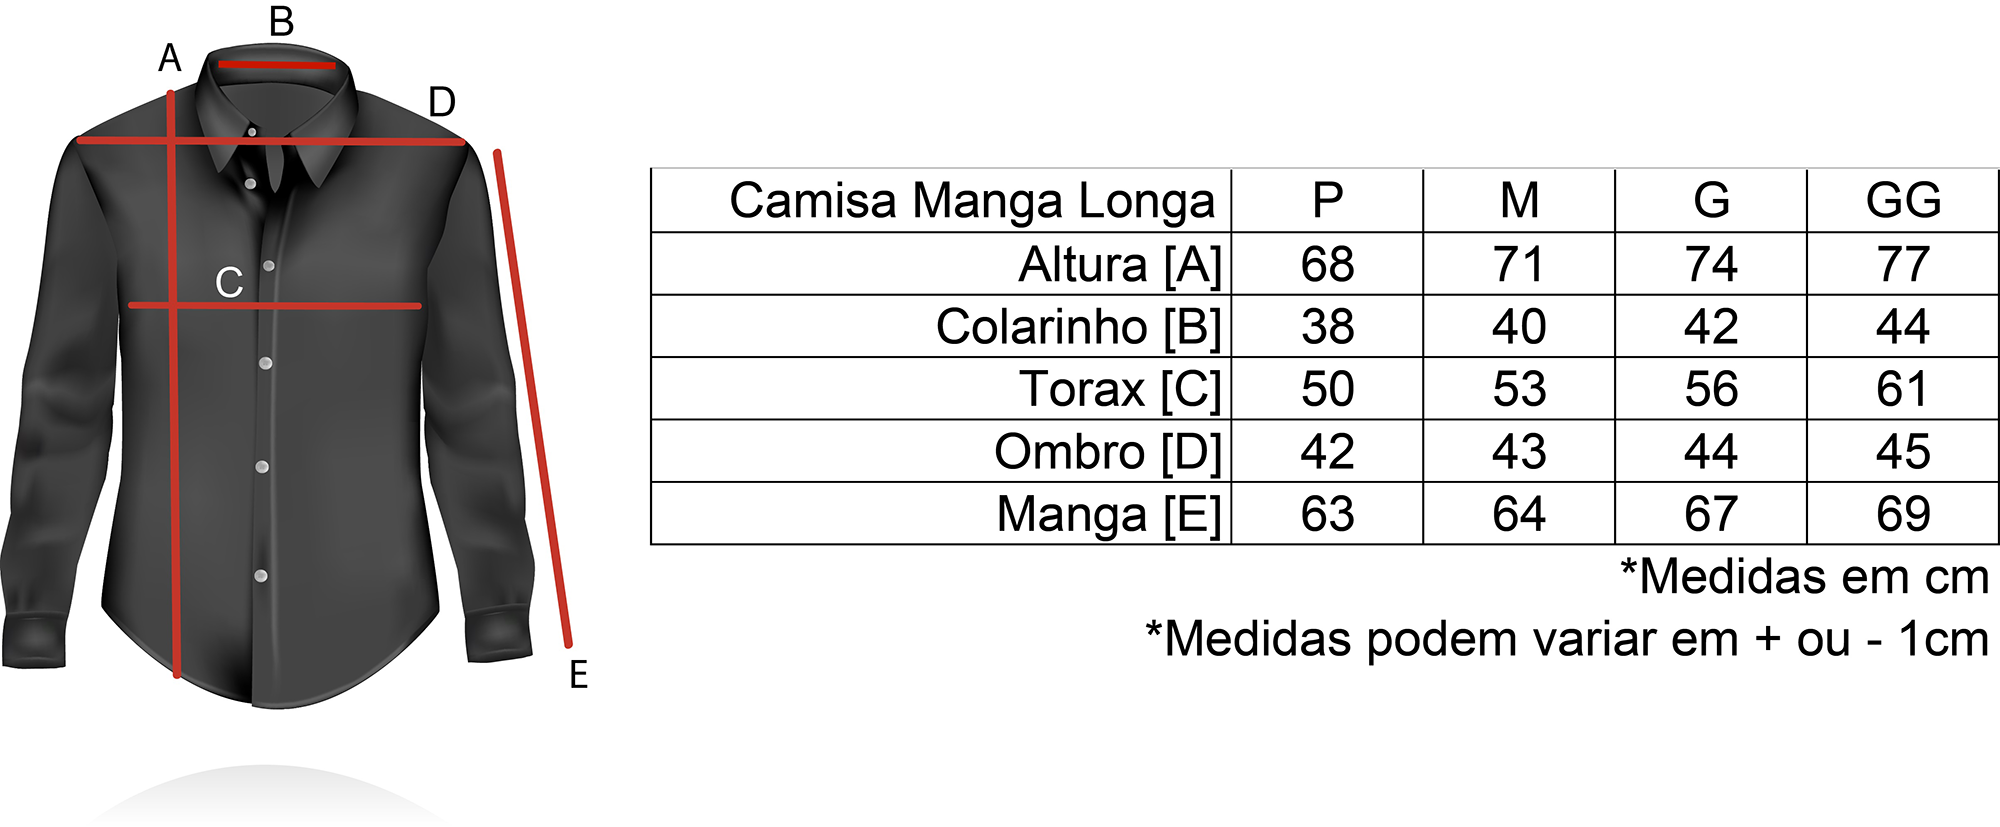 B
A
D
C
E
Camisa Manga Longa P M G GG
Altura [A] 68 71 74 77
Colarinho [B] 38 40 42 44
Torax [C] 50 53 56 61
Ombro [D] 42 43 44 45
Manga [E] 63 64 67 69
*Medidas em cm
*Medidas podem variar em + ou - 1cm